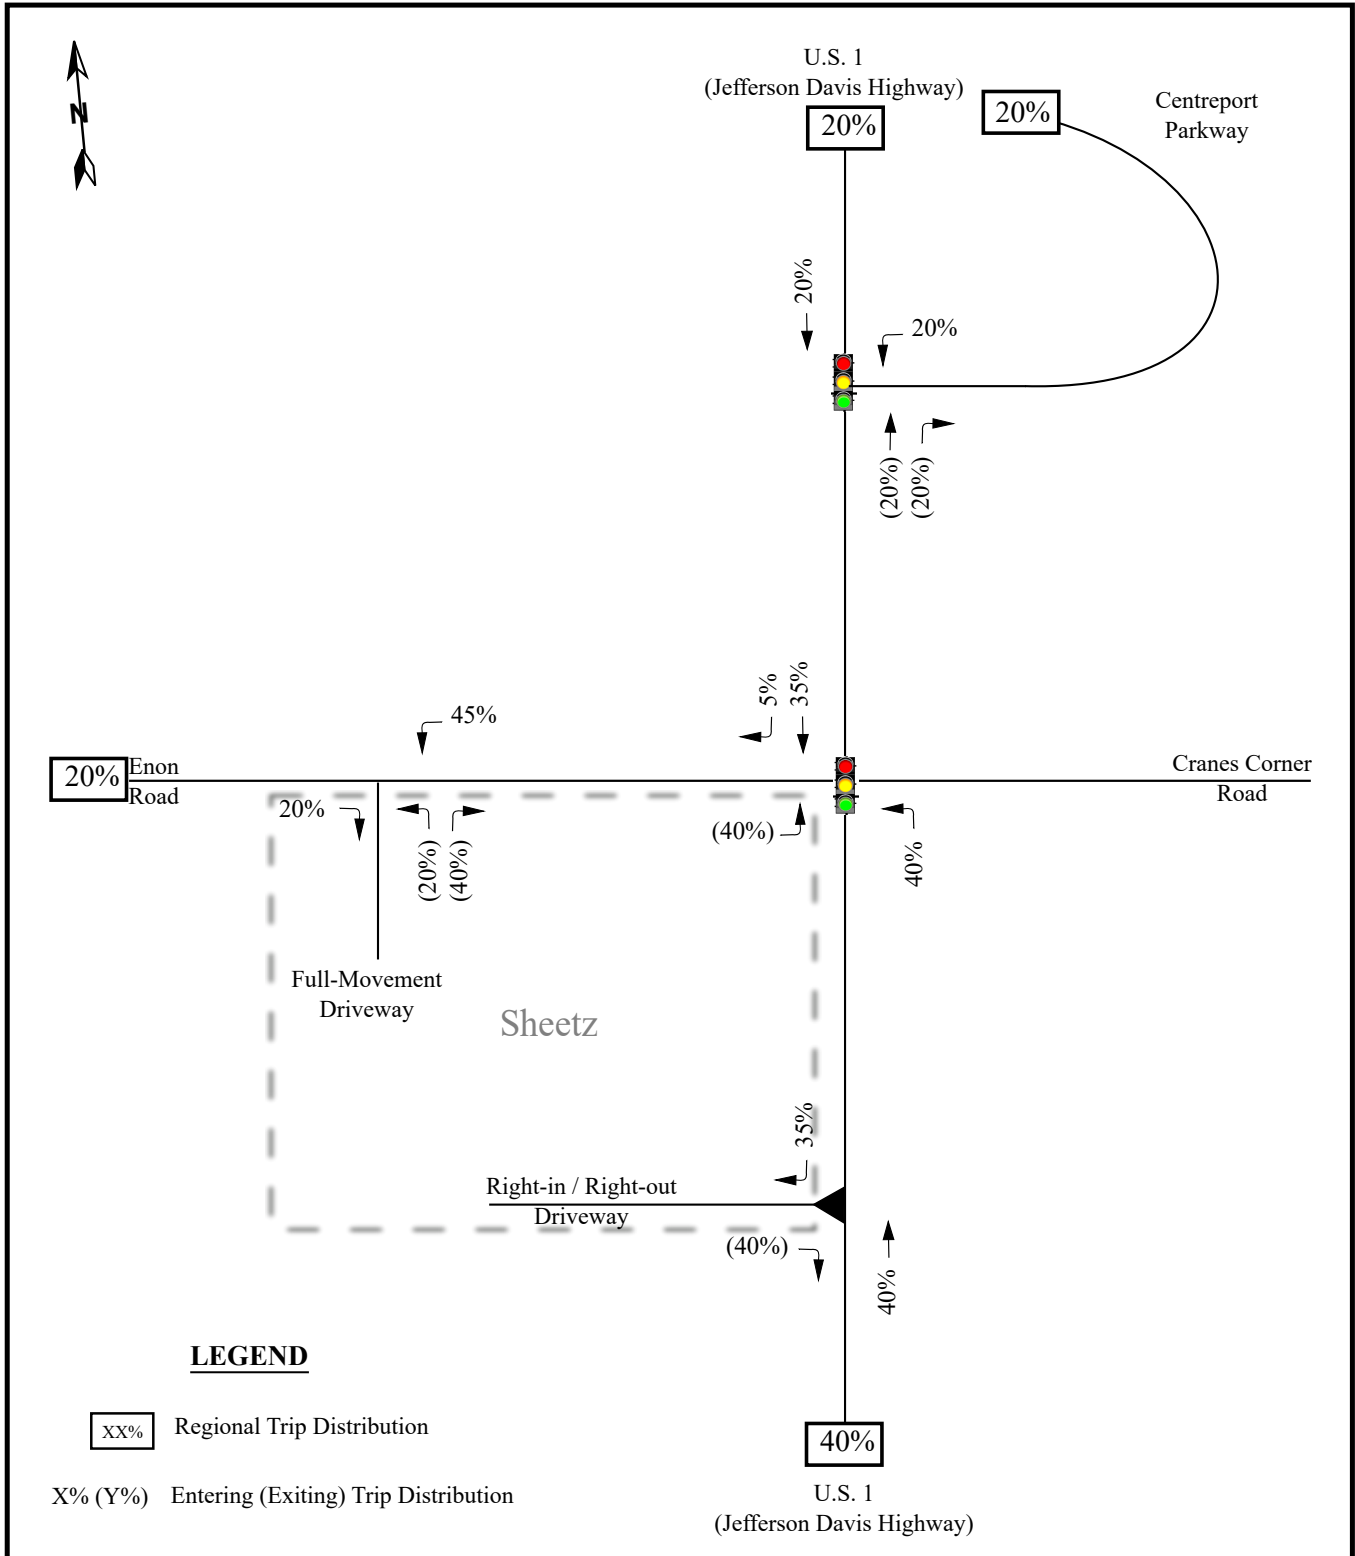 N
U.S. 1
(Jefferson Davis Highway)
20%
20%
Centreport
Parkway
20%
20%
(20%)
(20%)
5%
35%
45%
20%
Enon
Road
Cranes Corner
Road
20%
(20%)
(40%)
(40%)
40%
Full-Movement
Driveway
Sheetz
35%
Right-in / Right-out
Driveway
(40%)
40%
LEGEND
XX%
Regional Trip Distribution
X% (Y%)
Entering (Exiting) Trip Distribution
40%
U.S. 1
(Jefferson Davis Highway)